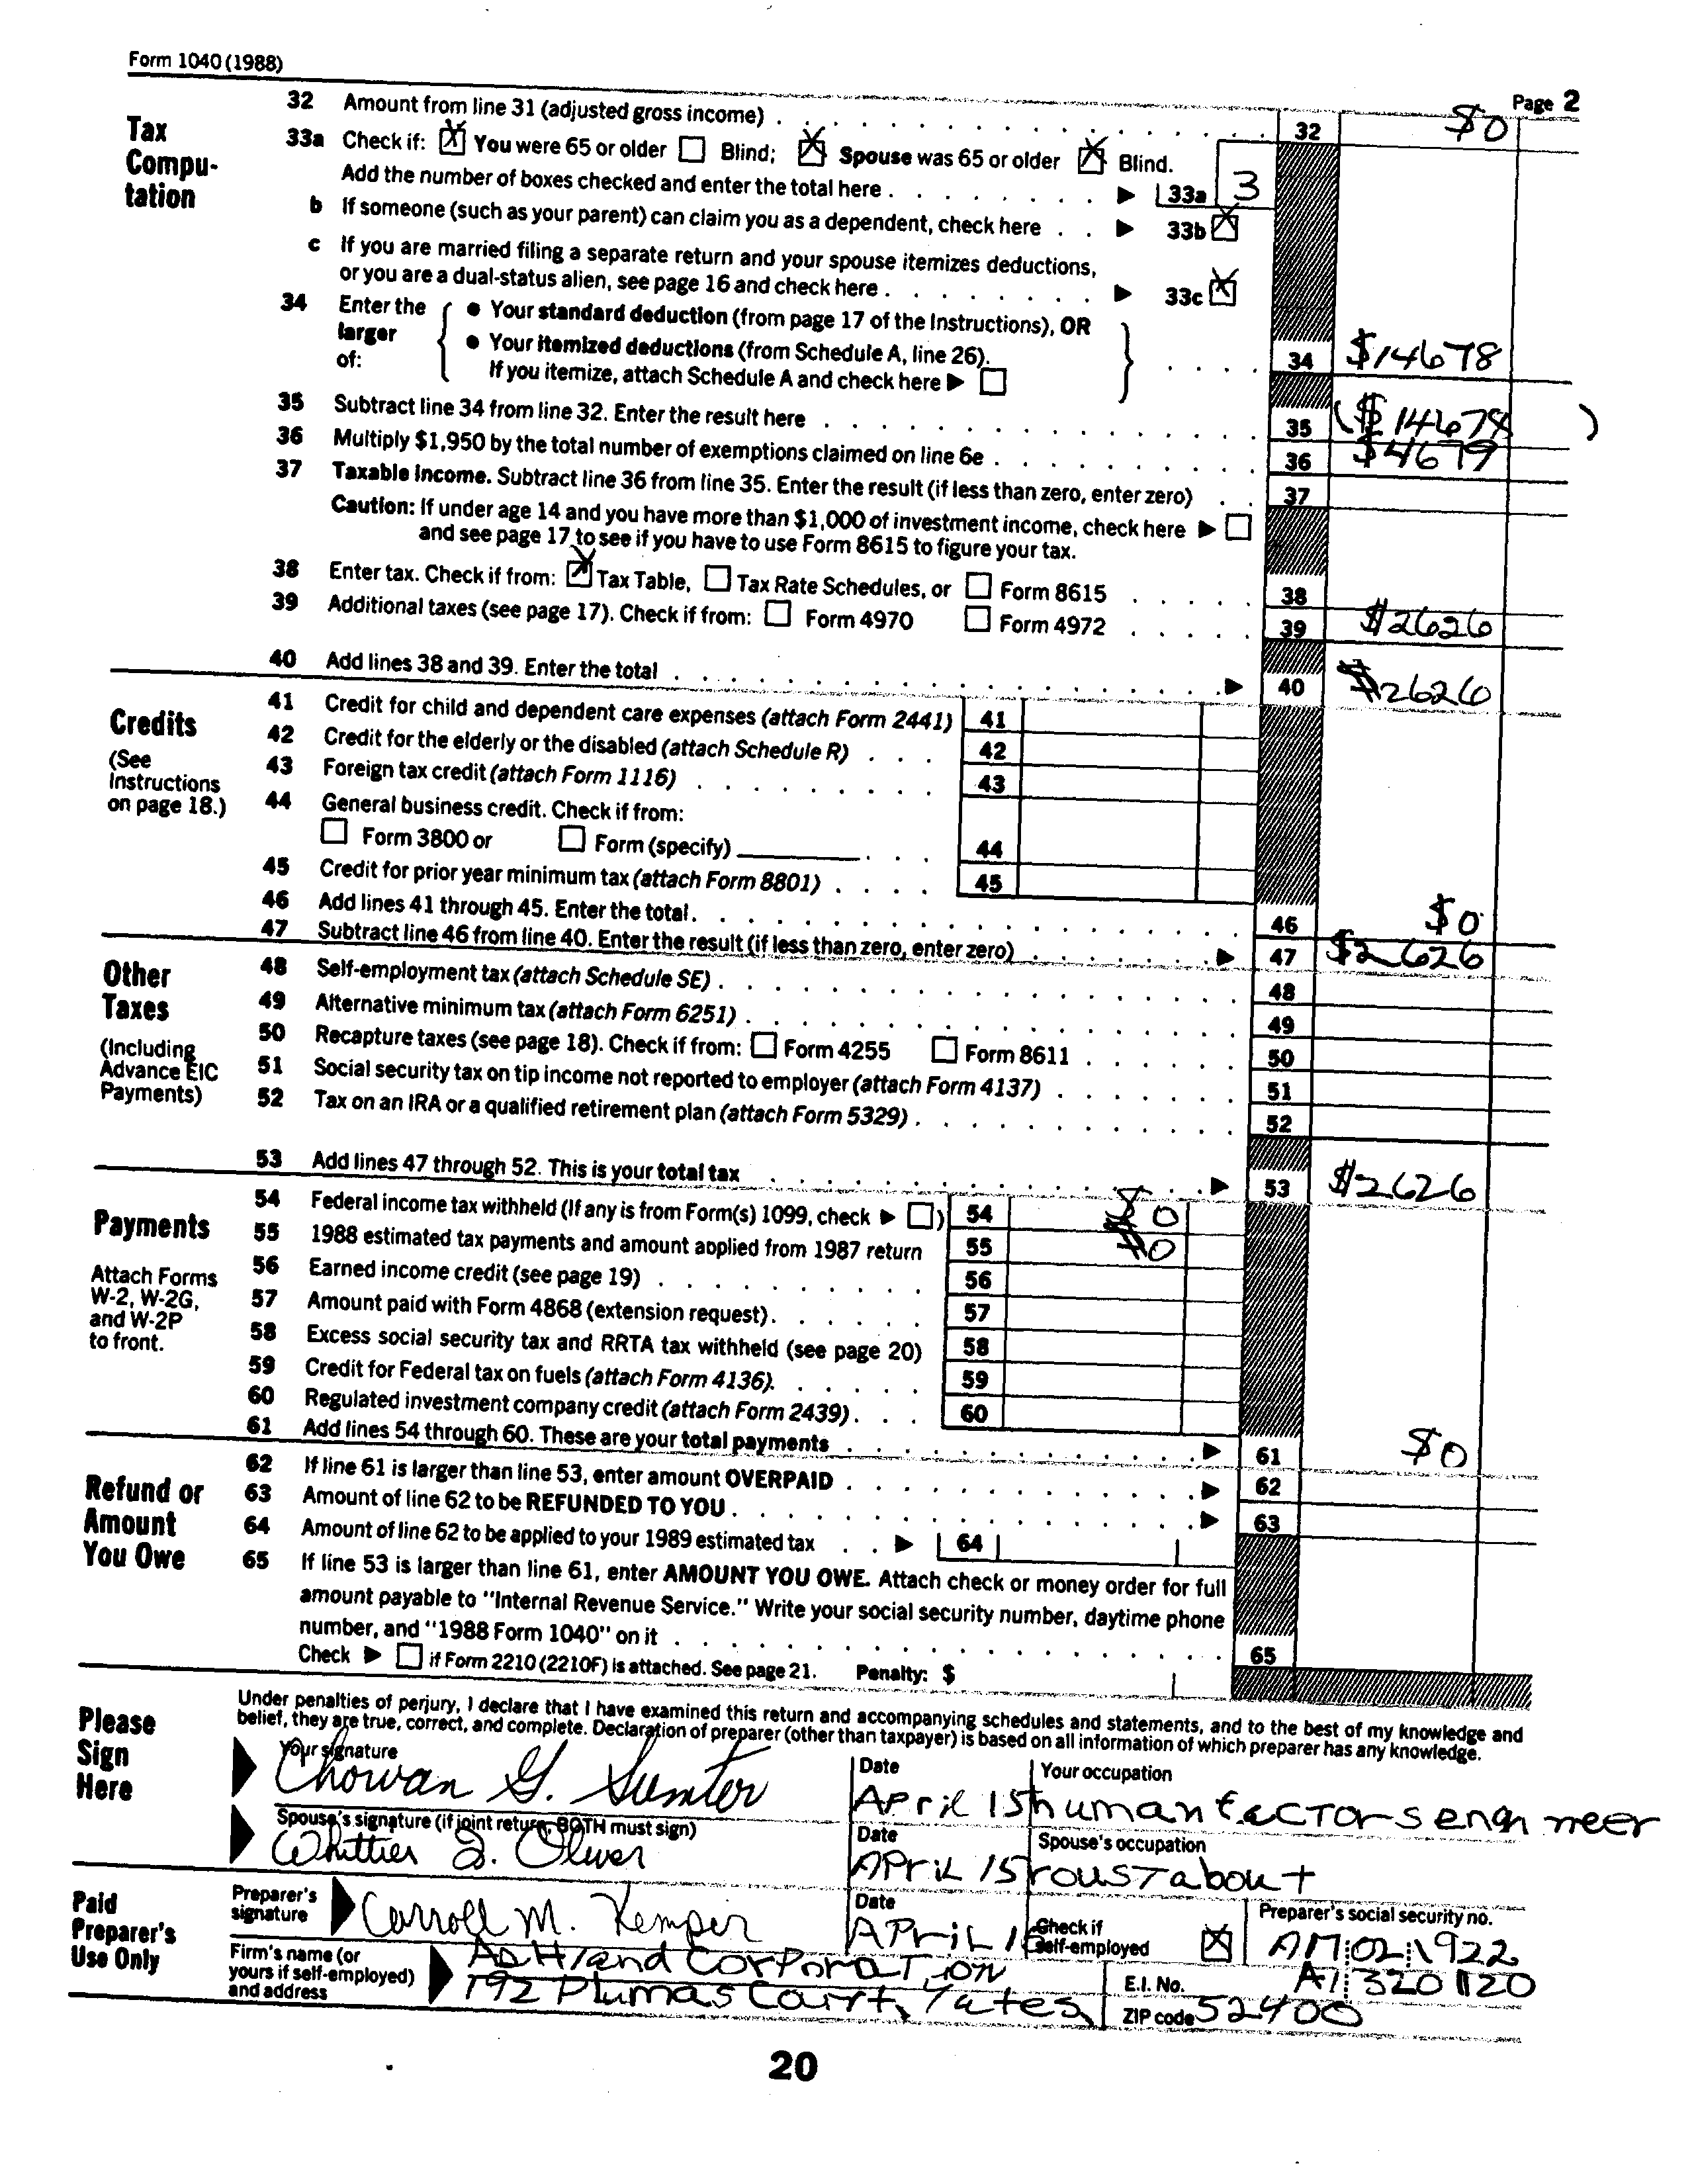 Form 1040 (1988)
Page 2
Tax Compu-tation
32 Amount from line 31 (adjusted gross income) 32 $0
33a Check if: X You were 65 or older Blind; X Spouse was 65 or older X Blind.
Add the number of boxes checked and enter the total here 33a 3
b If someone (such as your parent) can claim you as a dependent, check here 33b X
c If you are married filing a separate return and your spouse itemizes deductions,
or you are a dual-status alien, see page 16 and check here 33c X
34 Enter the larger of: { • Your standard deduction (from page 17 of the Instructions), OR
• Your itemized deductions (from Schedule A, line 26).
If you itemize, attach Schedule A and check here } 34 $14678
35 Subtract line 34 from line 32. Enter the result here 35 ($14678)
36 Multiply $1,950 by the total number of exemptions claimed on line 6e 36 $4679
37 Taxable income. Subtract line 36 from line 35. Enter the result (if less than zero, enter zero) 37
Caution: If under age 14 and you have more than $1,000 of investment income, check here
and see page 17 to see if you have to use Form 8615 to figure your tax.
38 Enter tax. Check if from: X Tax Table, Tax Rate Schedules, or Form 8615 38
39 Additional taxes (see page 17). Check if from: Form 4970 Form 4972 39 $2626
40 Add lines 38 and 39. Enter the total 40 $2626
Credits
(See Instructions on page 18.)
41 Credit for child and dependent care expenses (attach Form 2441) 41
42 Credit for the elderly or the disabled (attach Schedule R) 42
43 Foreign tax credit (attach Form 1116) 43
44 General business credit. Check if from:
Form 3800 or Form (specify) 44
45 Credit for prior year minimum tax (attach Form 8801) 45
46 Add lines 41 through 45. Enter the total. 46 $0
47 Subtract line 46 from line 40. Enter the result (if less than zero, enter zero) 47 $2626
Other Taxes
(Including Advance EIC Payments)
48 Self-employment tax (attach Schedule SE) 48
49 Alternative minimum tax (attach Form 6251) 49
50 Recapture taxes (see page 18). Check if from: Form 4255 Form 8611 50
51 Social security tax on tip income not reported to employer (attach Form 4137) 51
52 Tax on an IRA or a qualified retirement plan (attach Form 5329) 52
53 Add lines 47 through 52. This is your total tax 53 $2626
Payments
Attach Forms W-2, W-2G, and W-2P to front.
54 Federal income tax withheld (If any is from Form(s) 1099, check ) 54 $0
55 1988 estimated tax payments and amount applied from 1987 return 55 $0
56 Earned income credit (see page 19) 56
57 Amount paid with Form 4868 (extension request) 57
58 Excess social security tax and RRTA tax withheld (see page 20) 58
59 Credit for Federal tax on fuels (attach Form 4136). 59
60 Regulated investment company credit (attach Form 2439) 60
61 Add lines 54 through 60. These are your total payments 61 $0
Refund or Amount You Owe
62 If line 61 is larger than line 53, enter amount OVERPAID 62
63 Amount of line 62 to be REFUNDED TO YOU 63
64 Amount of line 62 to be applied to your 1989 estimated tax 64
65 If line 53 is larger than line 61, enter AMOUNT YOU OWE. Attach check or money order for full
amount payable to "Internal Revenue Service." Write your social security number, daytime phone
number, and "1988 Form 1040" on it 65
Check if Form 2210 (2210F) is attached. See page 21. Penalty: $
Please Sign Here
Under penalties of perjury, I declare that I have examined this return and accompanying schedules and statements, and to the best of my knowledge and
belief, they are true, correct, and complete. Declaration of preparer (other than taxpayer) is based on all information of which preparer has any knowledge.
Your signature Date Your occupation
Chowan G. Sumter April 15 human factors engineer
Spouse's signature (if joint return, BOTH must sign) Date Spouse's occupation
Whittier I. Oliver April 15 roustabout
Paid Preparer's Use Only
Preparer's signature Carroll M. Kemper Date April 16 Check if self-employed X Preparer's social security no. AM 02 1922
Firm's name (or yours if self-employed) and address Ashland Corporation E.I. No. AI 320 1120
192 Plumas Court, Yates ZIP code 52400
20